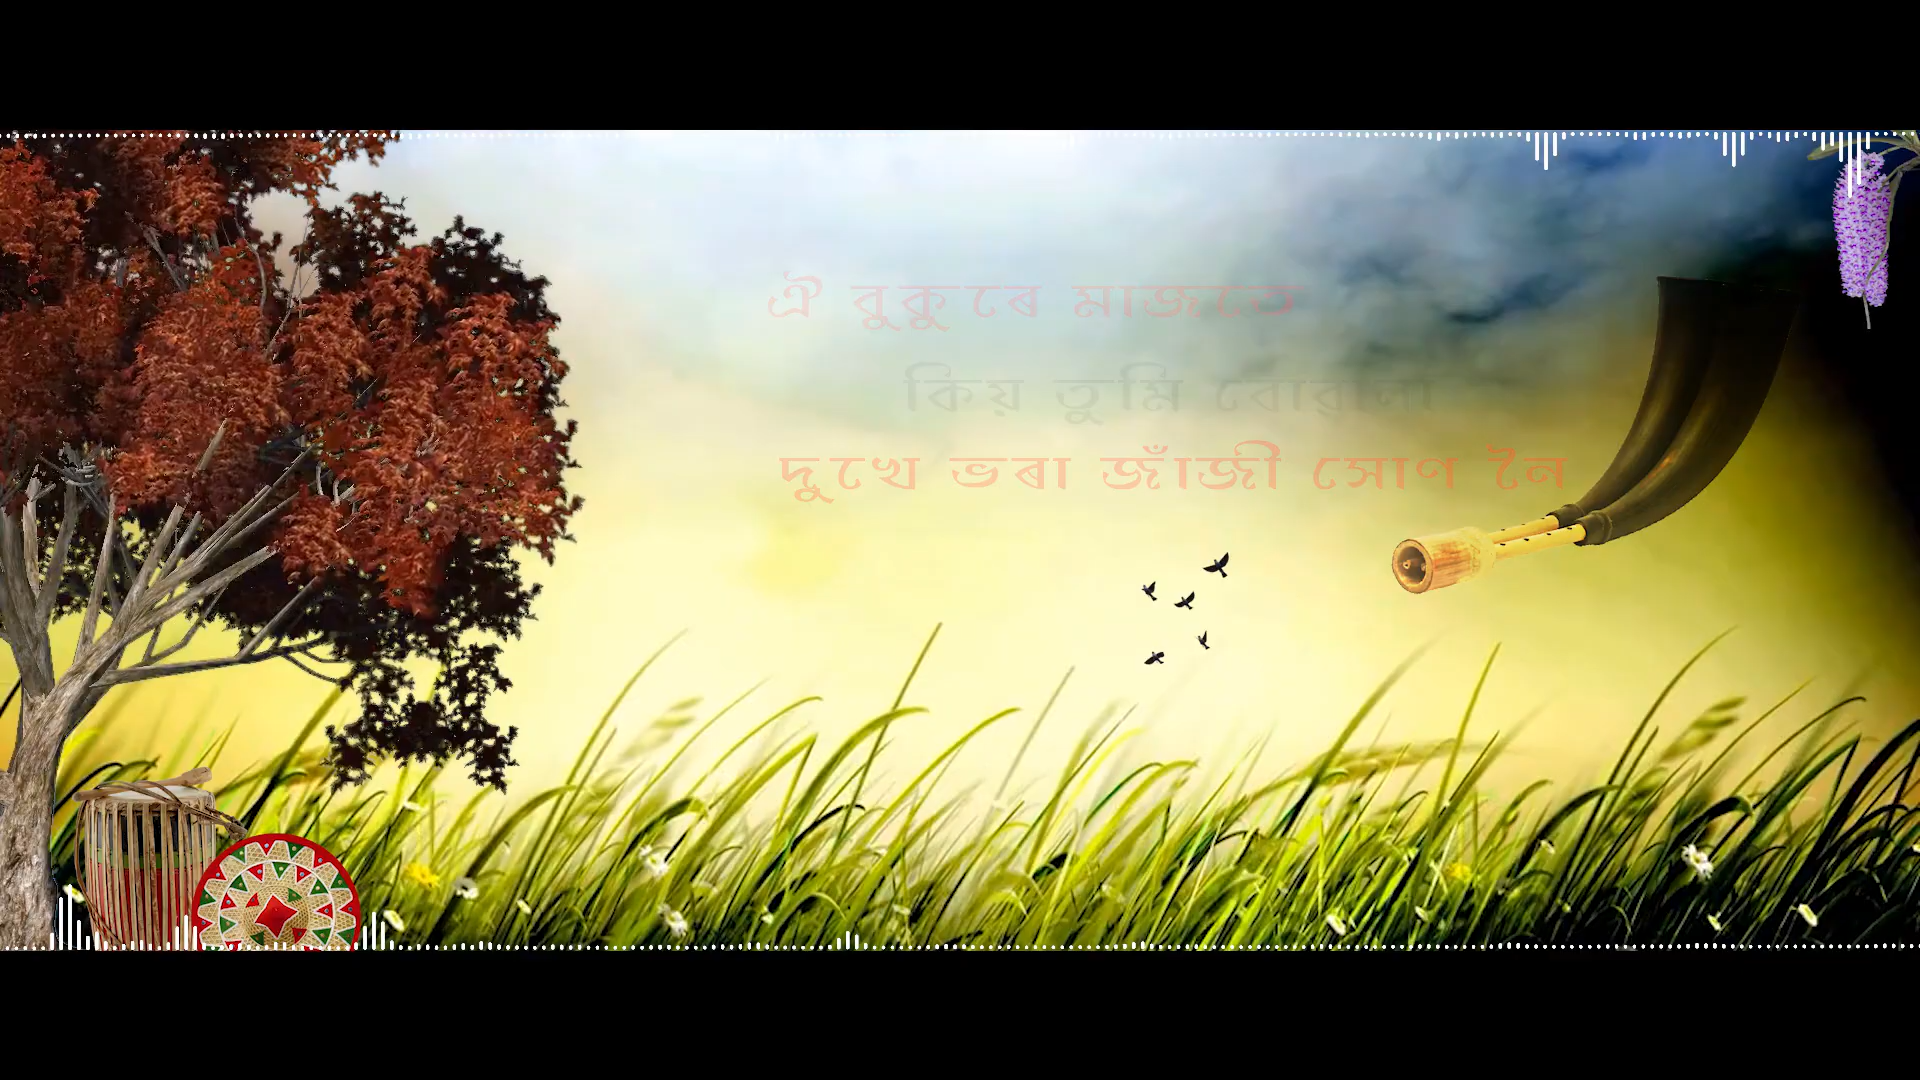 ঐ বুকুৰে মাজতে
কিয় তুমি বোৱালা
দুখে ভৰা জাঁজী সোণ নৈ